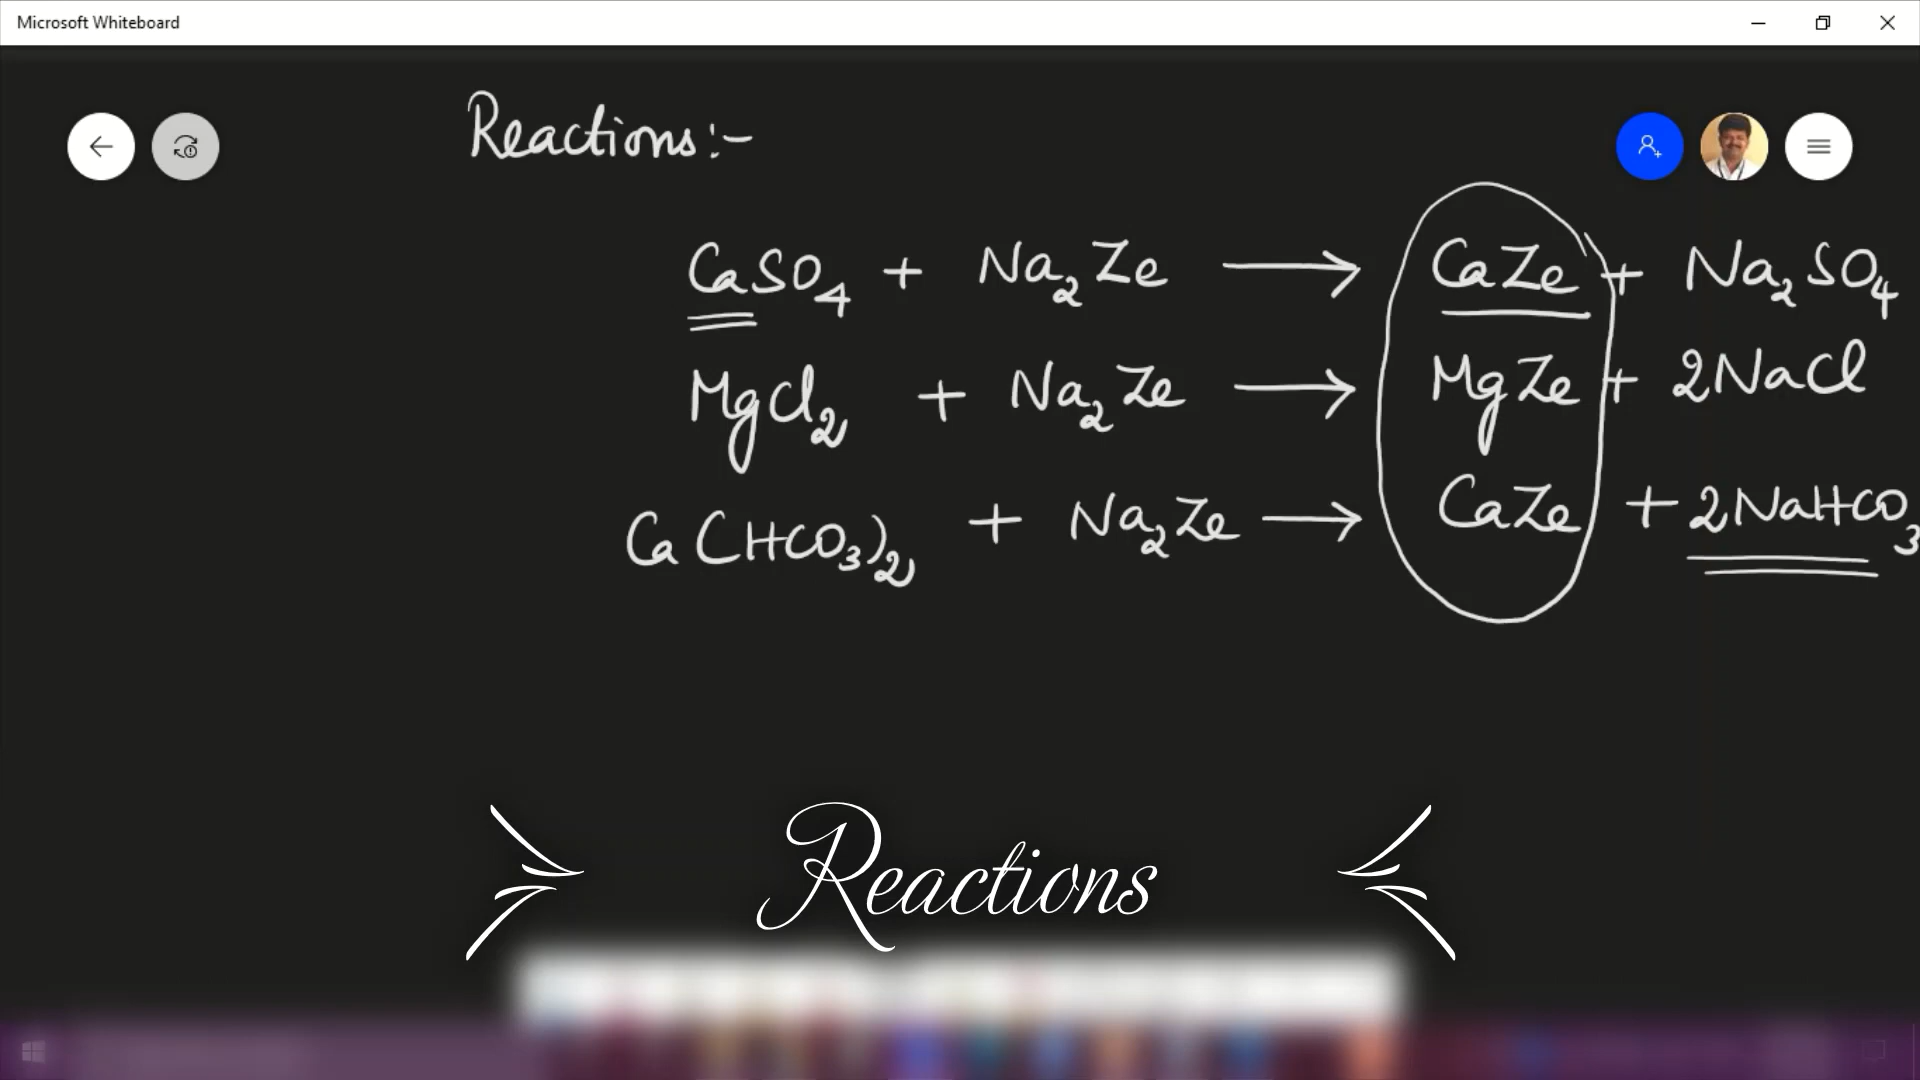 Microsoft Whiteboard
Reactions:-
CaSO₄ + Na₂Ze ⟶ CaZe + Na₂SO₄
MgCl₂ + Na₂Ze ⟶ MgZe + 2NaCl
Ca(HCO₃)₂ + Na₂Ze ⟶ CaZe + 2NaHCO₃
Reactions